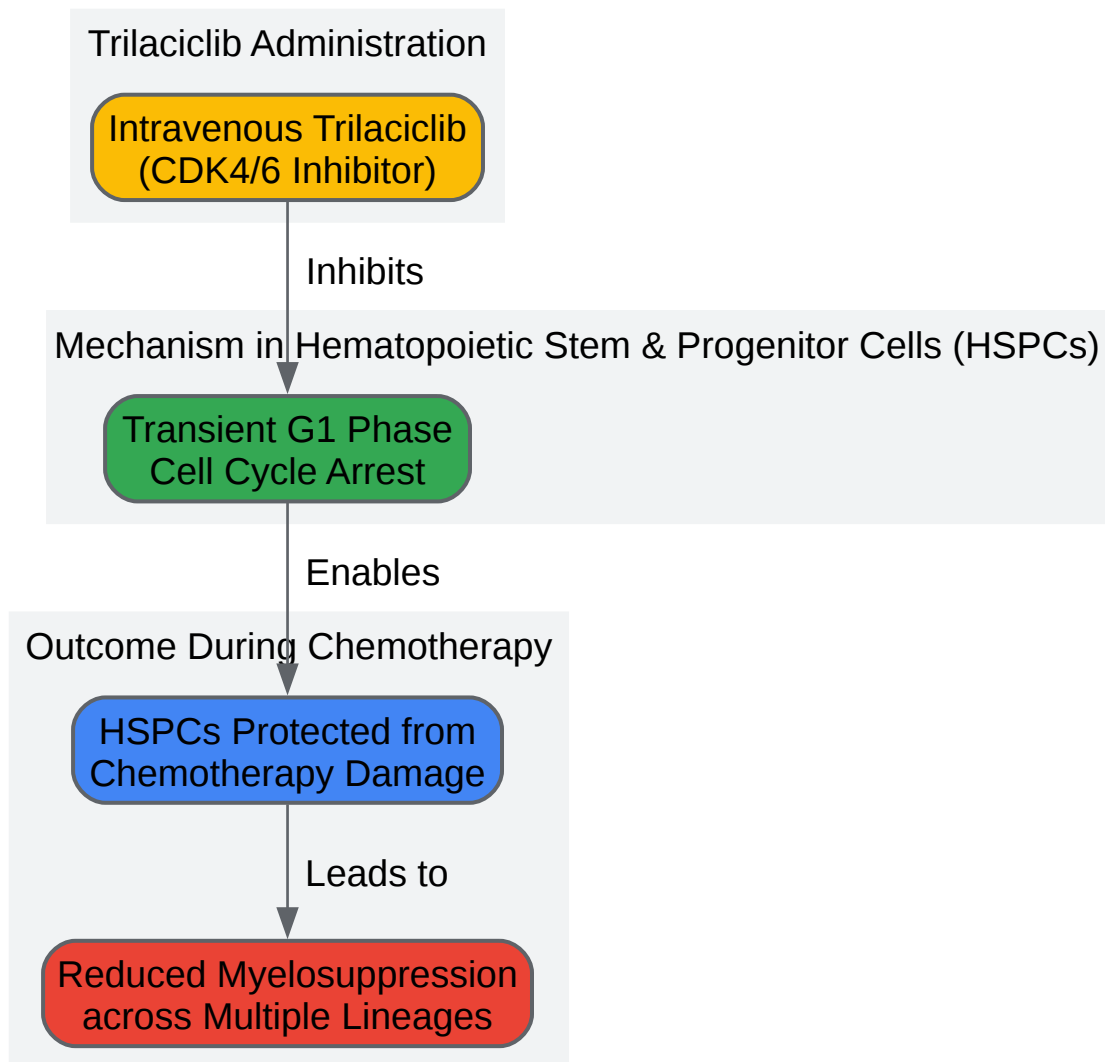 Trilaciclib Administration
Intravenous Trilaciclib
(CDK4/6 Inhibitor)
Inhibits
Mechanism in Hematopoietic Stem & Progenitor Cells (HSPCs)
Transient G1 Phase
Cell Cycle Arrest
Enables
Outcome During Chemotherapy
HSPCs Protected from
Chemotherapy Damage
Leads to
Reduced Myelosuppression
across Multiple Lineages